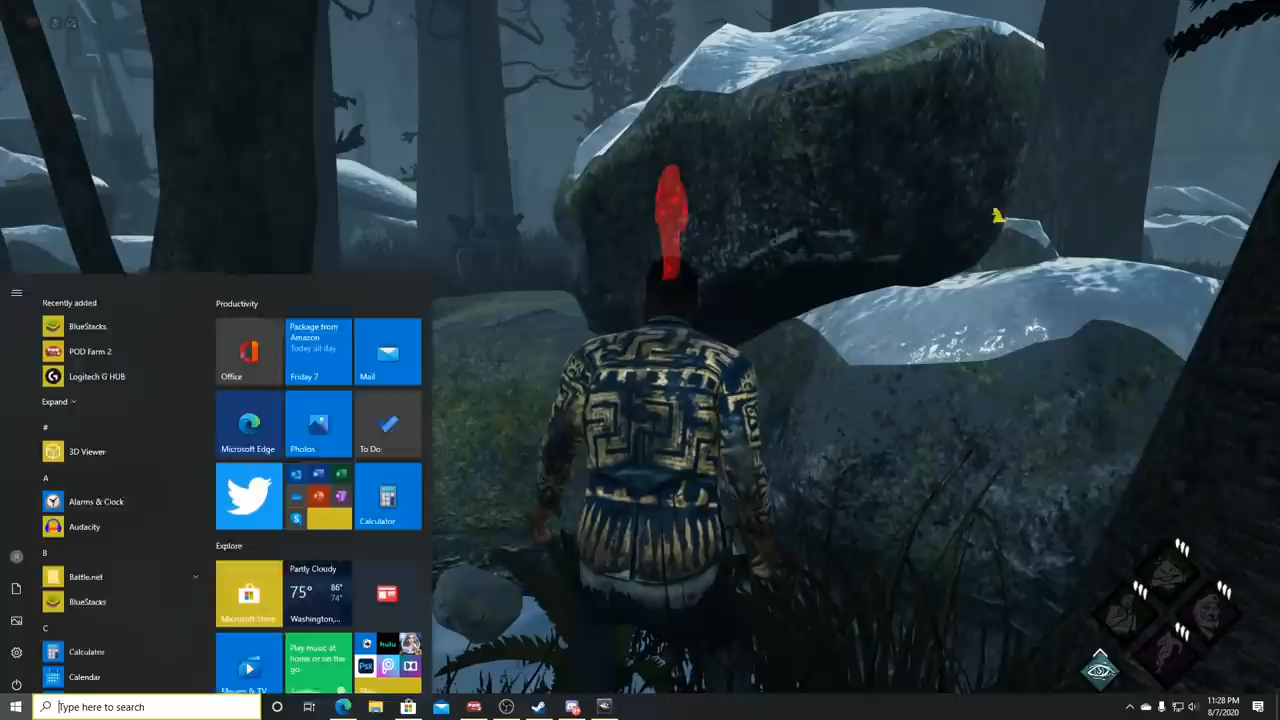 Recently added
BlueStacks
POD Farm 2
Logitech G HUB
Expand
#
3D Viewer
A
Alarms & Clock
Audacity
B
Battle.net
BlueStacks
C
Calculator
Calendar
Productivity
Office
Package from
Amazon
Today all day
Friday 7
Mail
Microsoft Edge
Photos
To Do
Calculator
Explore
Microsoft Store
Partly Cloudy
75° 86°
74°
Washington,...
Play music at
home or on the
go.
hulu
Type here to search
11:28 PM
8/7/2020